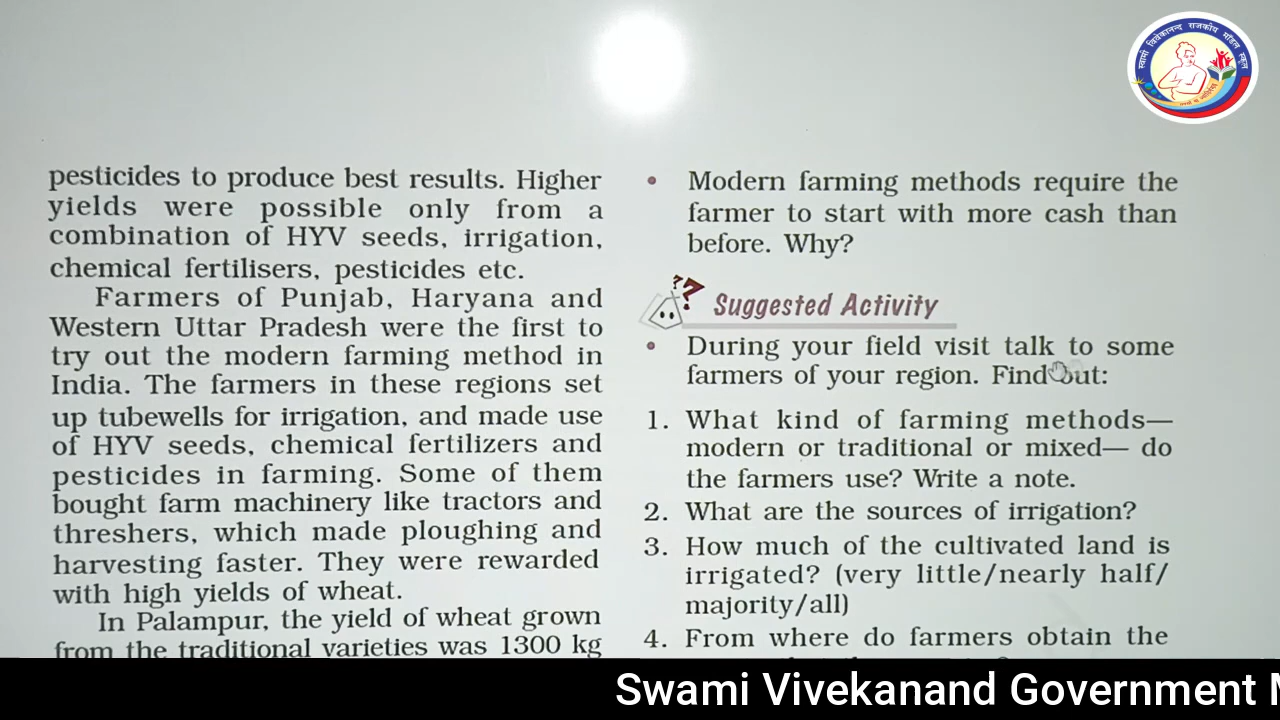 स्वामी विवेकानन्द राजकीय मॉडल स्कूल
pesticides to produce best results. Higher
yields were possible only from a
combination of HYV seeds, irrigation,
chemical fertilisers, pesticides etc.
Farmers of Punjab, Haryana and
Western Uttar Pradesh were the first to
try out the modern farming method in
India. The farmers in these regions set
up tubewells for irrigation, and made use
of HYV seeds, chemical fertilizers and
pesticides in farming. Some of them
bought farm machinery like tractors and
threshers, which made ploughing and
harvesting faster. They were rewarded
with high yields of wheat.
In Palampur, the yield of wheat grown
from the traditional varieties was 1300 kg
• Modern farming methods require the
farmer to start with more cash than
before. Why?
Suggested Activity
• During your field visit talk to some
farmers of your region. Find out:
1. What kind of farming methods—
modern or traditional or mixed— do
the farmers use? Write a note.
2. What are the sources of irrigation?
3. How much of the cultivated land is
irrigated? (very little/nearly half/
majority/all)
4. From where do farmers obtain the
Swami Vivekanand Government